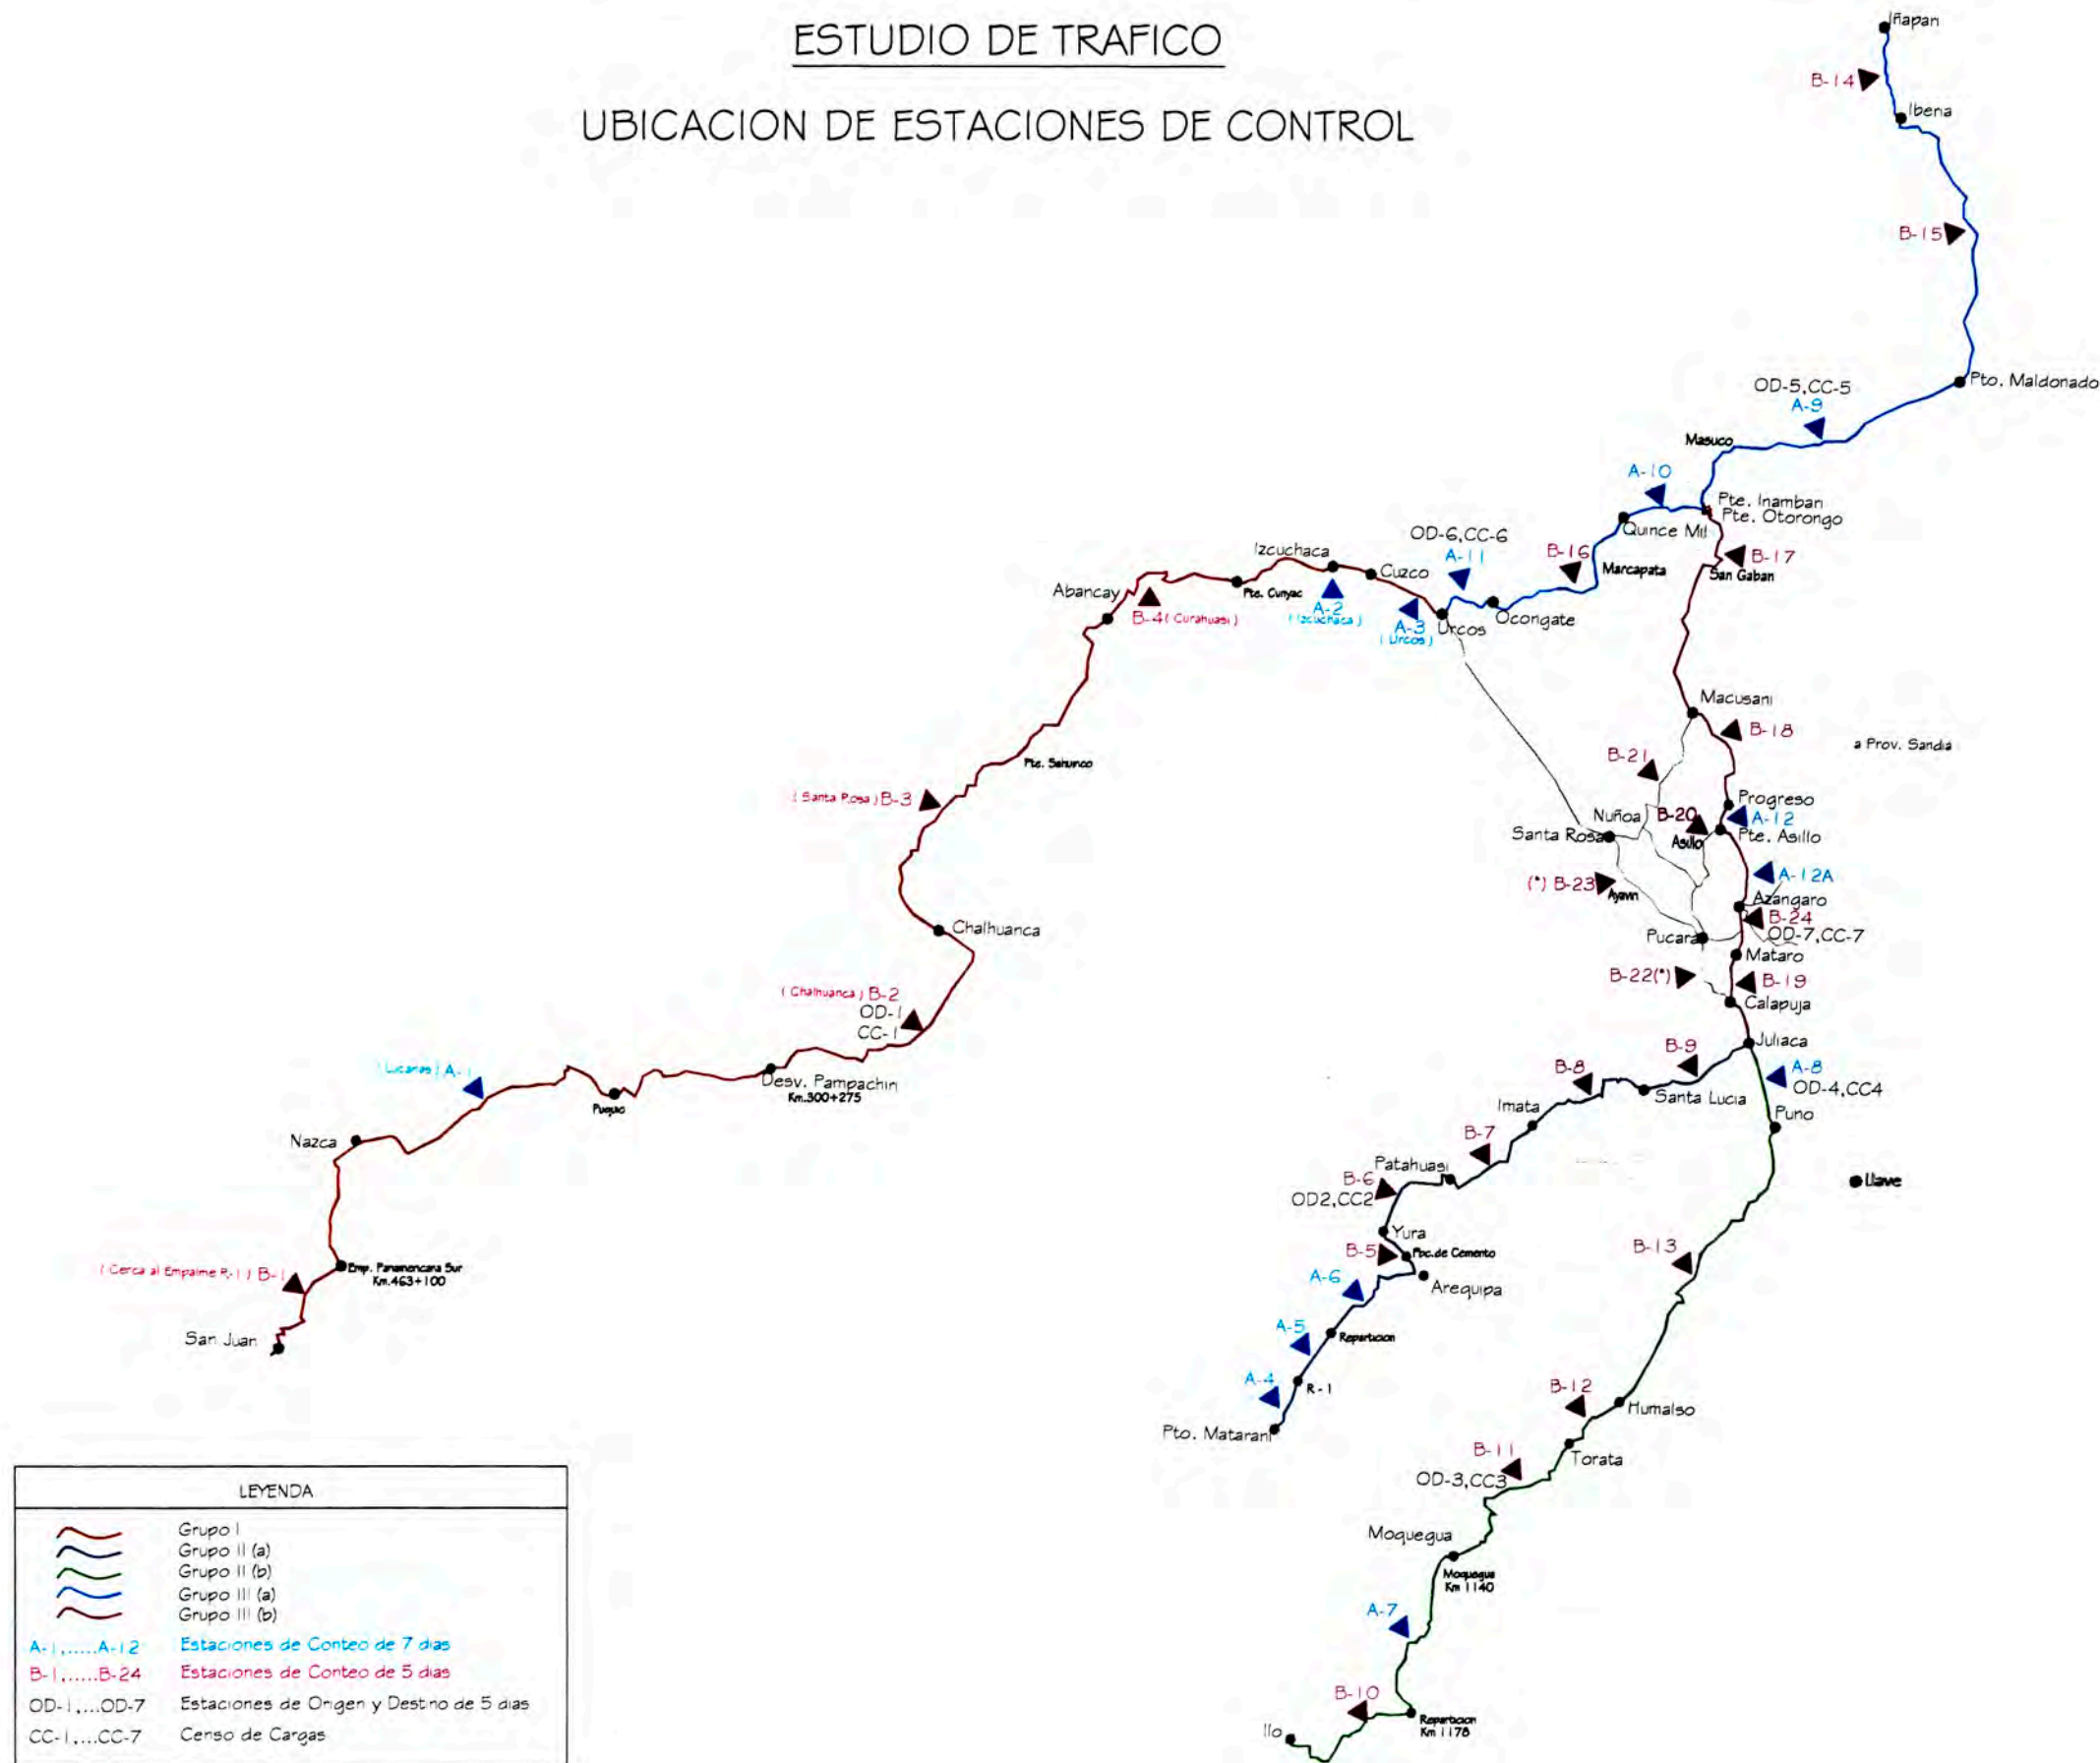 ESTUDIO DE TRAFICO
UBICACION DE ESTACIONES DE CONTROL
Iñapari
B-14
Iberia
B-15
Pto. Maldonado
OD-5,CC-5
A-9
Masuco
A-10
Pte. Inambari
Pte. Otorongo
Quince Mil
OD-6,CC-6
A-11
B-16
Marcapata
B-17
San Gaban
Izcuchaca
Cuzco
Pte. Cunyac
Abancay
B-4 ( Curahuasi )
A-2
( Izcuchaca )
A-3
( Urcos )
Urcos
Ocongate
Macusani
B-18
a Prov. Sandia
B-21
Pte. Sahuinco
( Santa Rosa ) B-3
Progreso
A-12
Nuñoa
B-20
Asillo
Pte. Asillo
Santa Rosa
A-12A
(*) B-23
Ayaviri
Azangaro
B-24
OD-7,CC-7
Pucara
Chalhuanca
Mataro
B-22(*)
B-19
Calapuja
( Chalhuanca ) B-2
OD-1
CC-1
Juliaca
B-9
A-8
OD-4,CC4
B-8
Santa Lucia
( Lucanas ) A-1
Desv. Pampachiri
Km.300+275
Puquio
Imata
Puno
Nazca
B-7
Patahuasi
B-6
OD2,CC2
Ilave
Yura
B-5
Fbc.de Cemento
B-13
( Cerca al Empalme R-1 ) B-1
Emp. Panamericana Sur
Km.463+100
A-6
Arequipa
San Juan
A-5
Reparticion
A-4
R-1
B-12
Humalso
Pto. Matarani
B-11
OD-3,CC3
Torata
Moquegua
Moquegua
Km 1140
A-7
B-10
Reparticion
Km 1178
Ilo
LEYENDA
Grupo I
Grupo II (a)
Grupo II (b)
Grupo III (a)
Grupo III (b)
A-1,.....A-12 Estaciones de Conteo de 7 dias
B-1,.....B-24 Estaciones de Conteo de 5 dias
OD-1,...OD-7 Estaciones de Origen y Destino de 5 dias
CC-1,...CC-7 Censo de Cargas